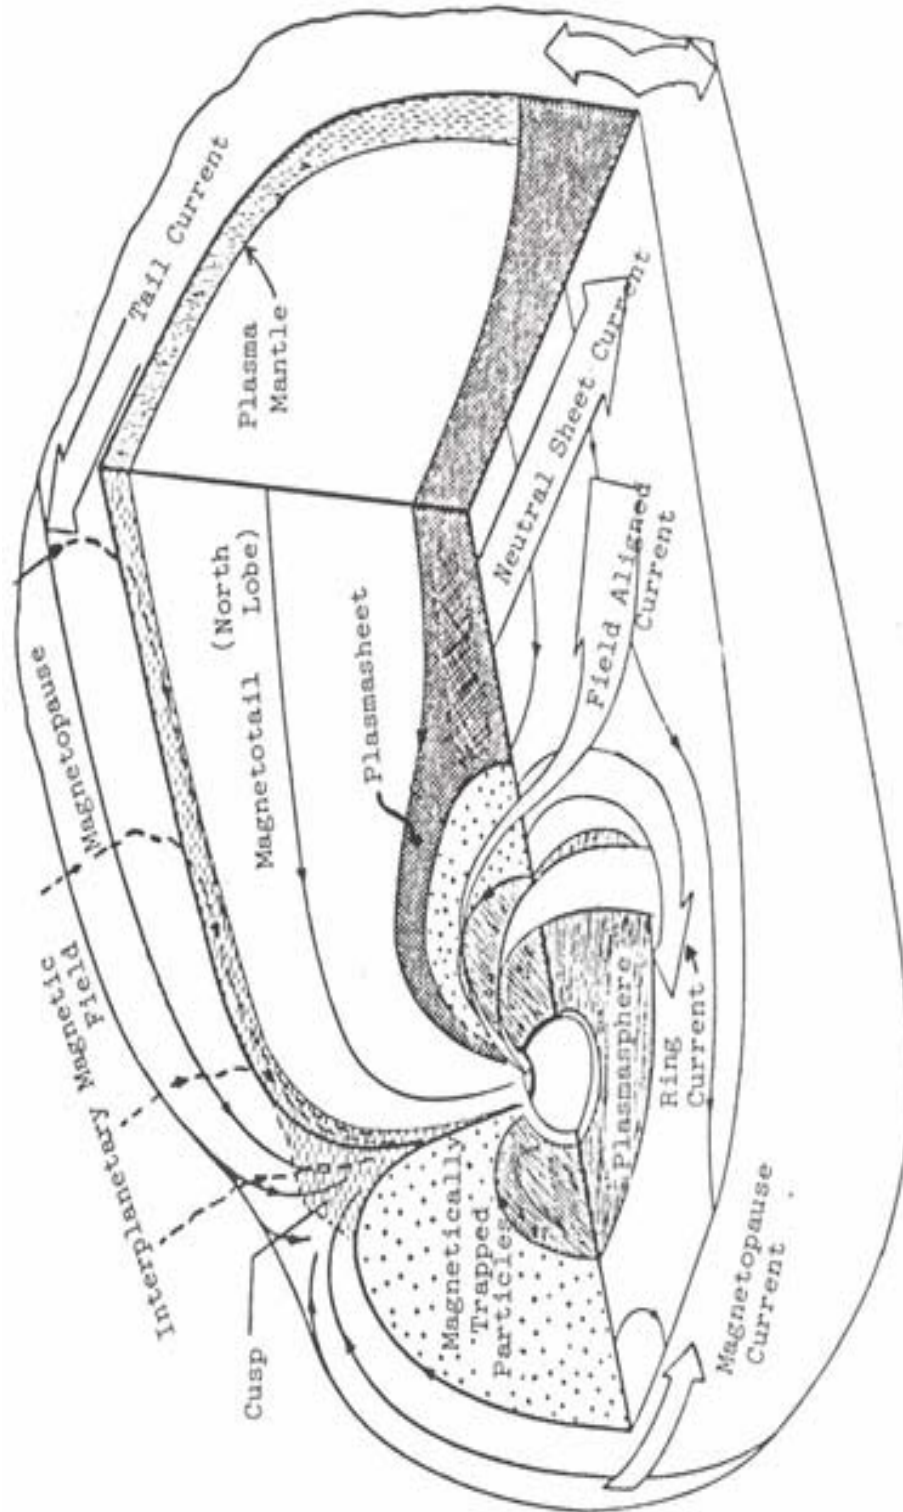 Tail Current
Plasma
Mantle
Magnetopause
Magnetotail (North
Lobe)
Neutral Sheet Current
Plasmasheet
Field Aligned
Current
Interplanetary Magnetic
Field
Cusp
Magnetically
Trapped
Particles
Plasmasphere
Ring
Current
Magnetopause
Current